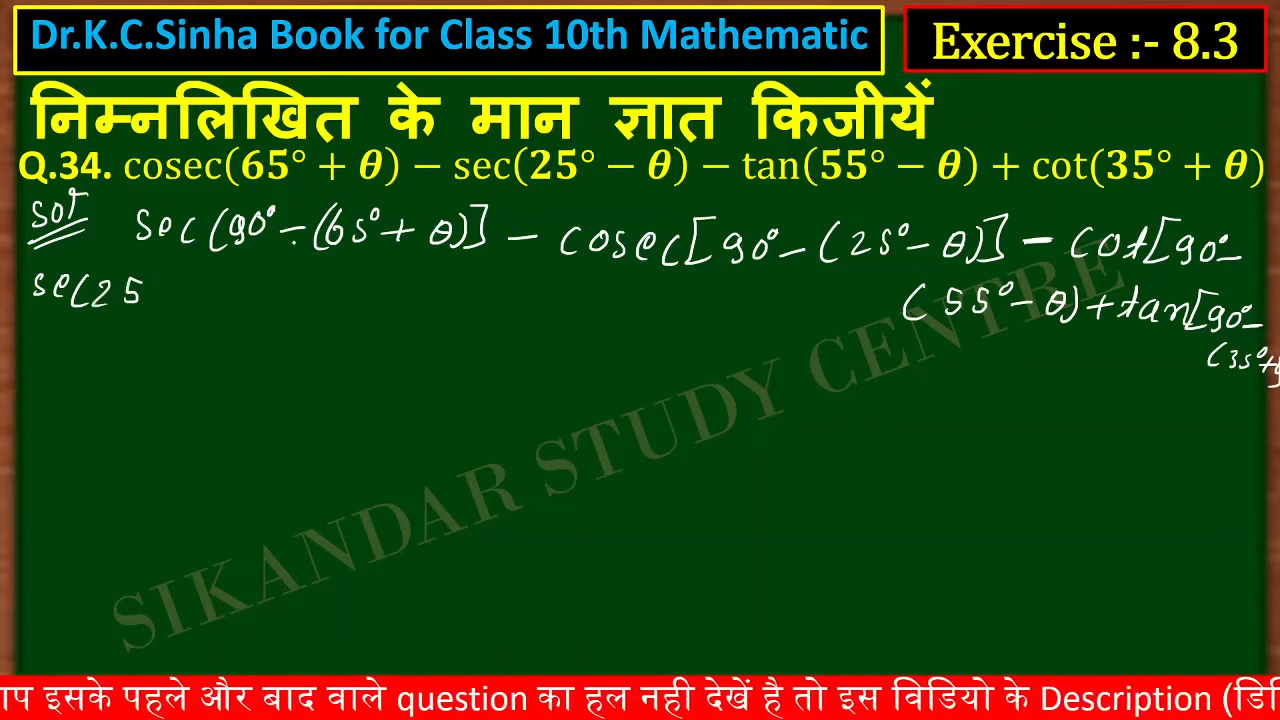 Dr.K.C.Sinha Book for Class 10th Mathematic
Exercise :- 8.3
निम्नलिखित के मान ज्ञात किजीयें
Q.34. cosec(65° + θ) − sec(25° − θ) − tan(55° − θ) + cot(35° + θ)
Sol
sec(90° − (65° + θ)] − cosec[90° − (25° − θ)] − cot[90° −
(55° − θ) + tan[90° −
(35° + θ
sec(25
SIKANDAR STUDY CENTRE
आप इसके पहले और बाद वाले question का हल नही देखें है तो इस विडियो के Description (डि